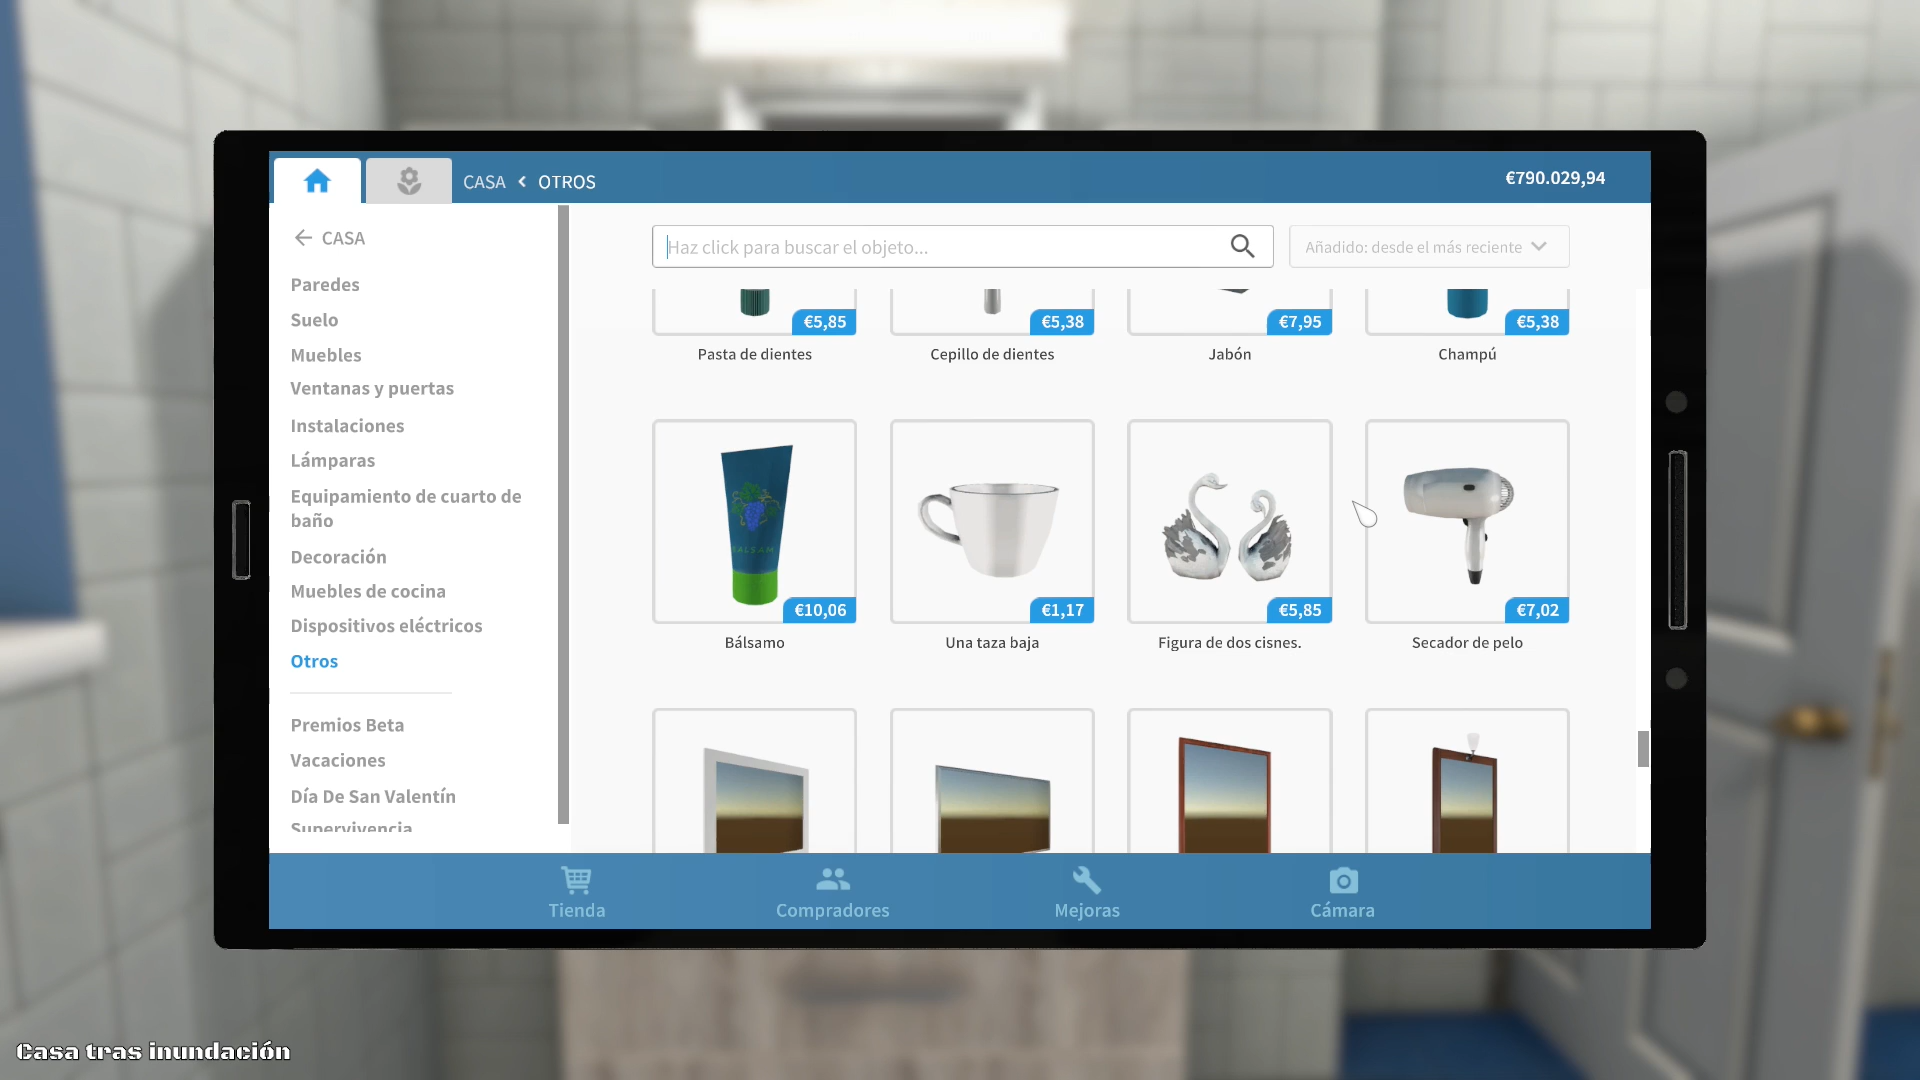 CASA < OTROS
€790.029,94
CASA
Haz click para buscar el objeto...
Añadido: desde el más reciente
Paredes
Suelo
Muebles
Ventanas y puertas
Instalaciones
Lámparas
Equipamiento de cuarto de
baño
Decoración
Muebles de cocina
Dispositivos eléctricos
Otros
Premios Beta
Vacaciones
Día De San Valentín
Supervivencia
€5,85
€5,38
€7,95
€5,38
Pasta de dientes
Cepillo de dientes
Jabón
Champú
BALSAM
€10,06
€1,17
€5,85
€7,02
Bálsamo
Una taza baja
Figura de dos cisnes.
Secador de pelo
Tienda
Compradores
Mejoras
Cámara
Casa tras inundación